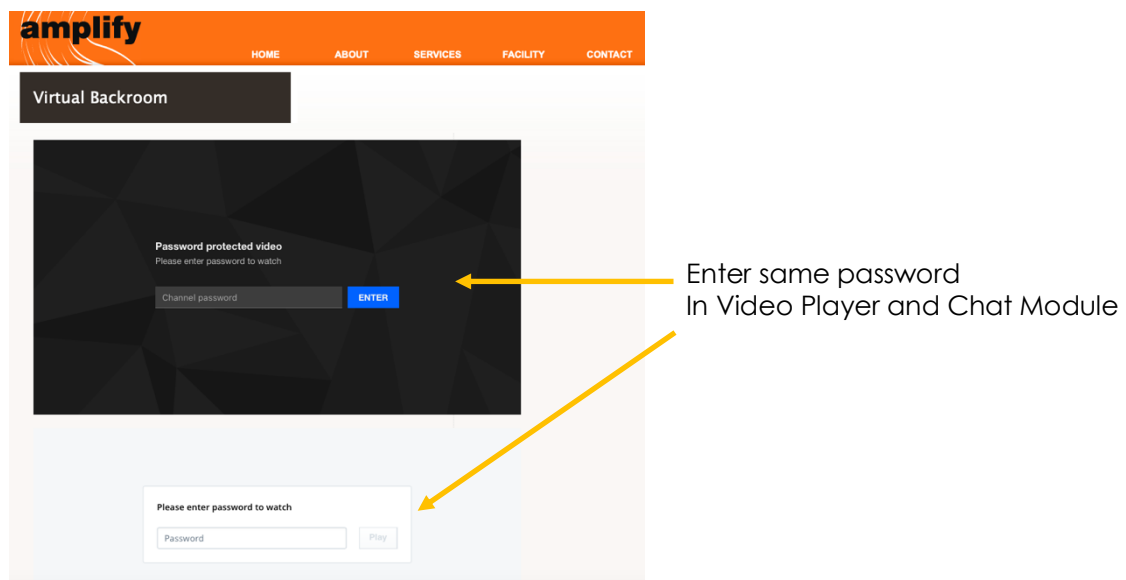 amplify
HOME ABOUT SERVICES FACILITY CONTACT
Virtual Backroom
Password protected video
Please enter password to watch
Channel password ENTER
Enter same password
In Video Player and Chat Module
Please enter password to watch
Password Play